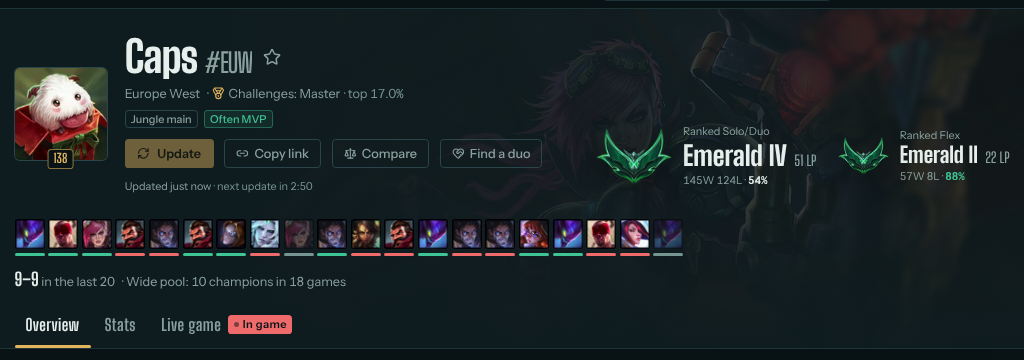 Caps #EUW
Europe West · Challenges: Master · top 17.0%
Jungle main Often MVP
138
Update Copy link Compare Find a duo
Updated just now · next update in 2:50
Ranked Solo/Duo
Emerald IV 51 LP
145W 124L · 54%
Ranked Flex
Emerald II 22 LP
57W 8L · 88%
9–9 in the last 20 · Wide pool: 10 champions in 18 games
Overview Stats Live game In game